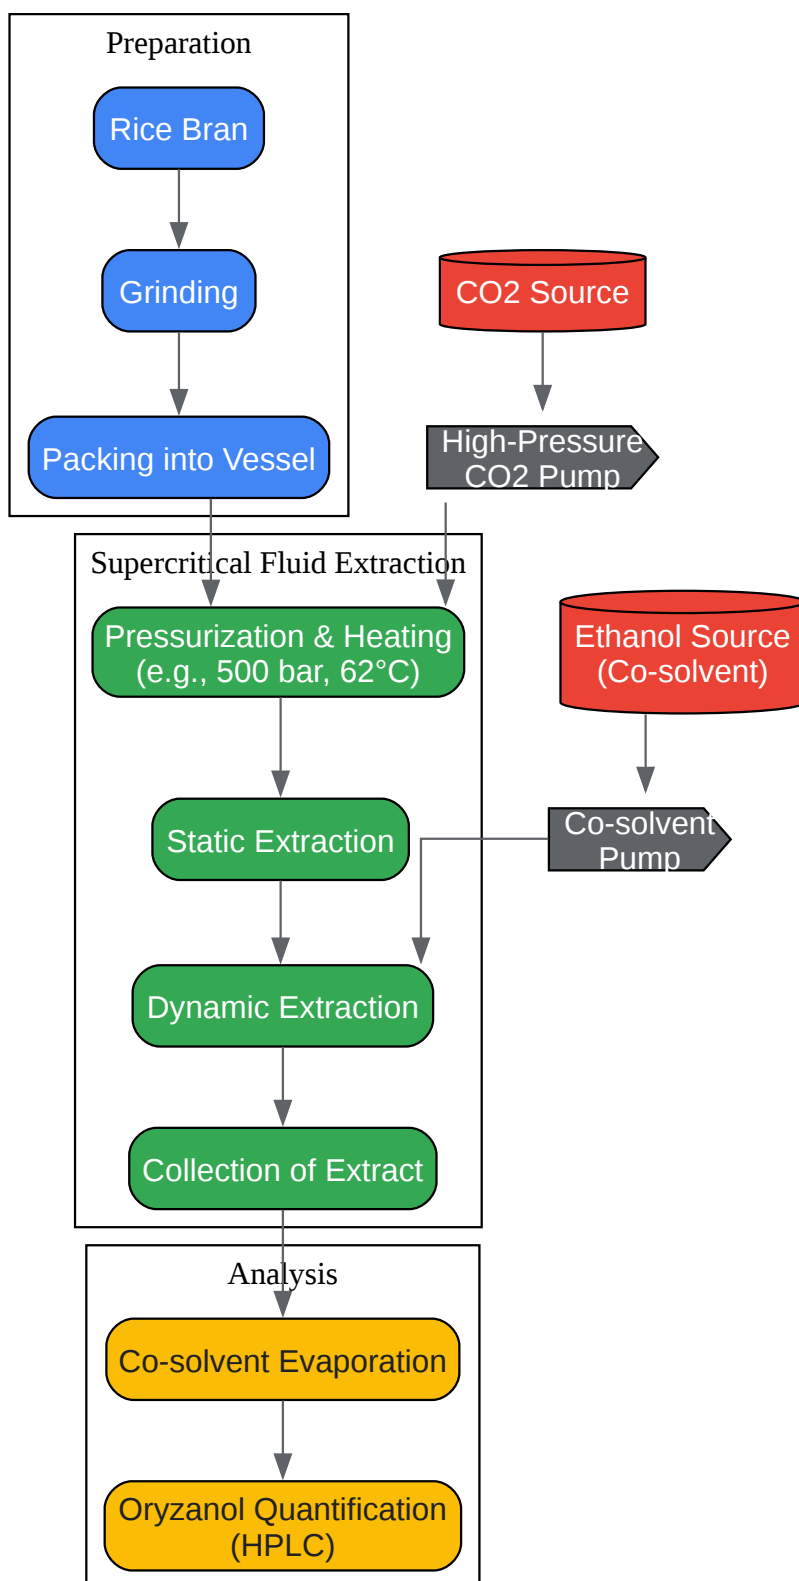 Preparation
Rice Bran
Grinding
CO2 Source
Packing into Vessel
High-Pressure
CO2 Pump
Supercritical Fluid Extraction
Pressurization & Heating
(e.g., 500 bar, 62°C)
Ethanol Source
(Co-solvent)
Static Extraction
Co-solvent
Pump
Dynamic Extraction
Collection of Extract
Analysis
Co-solvent Evaporation
Oryzanol Quantification
(HPLC)